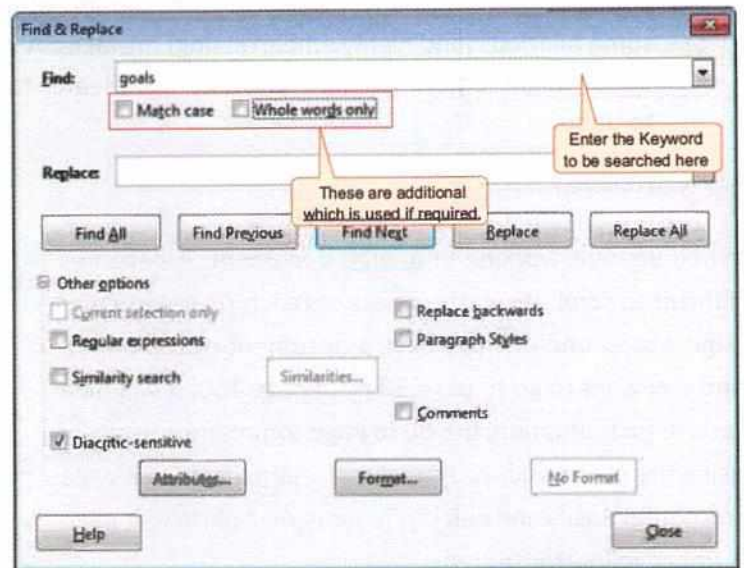 Find & Replace
Find:
goals
Match case
Whole words only
Enter the Keyword
to be searched here
Replace:
These are additional
which is used if required.
Find All
Find Previous
Find Next
Replace
Replace All
Other options
Current selection only
Replace backwards
Regular expressions
Paragraph Styles
Similarity search
Similarities...
Comments
Diacritic-sensitive
Attributes...
Format...
No Format
Help
Close